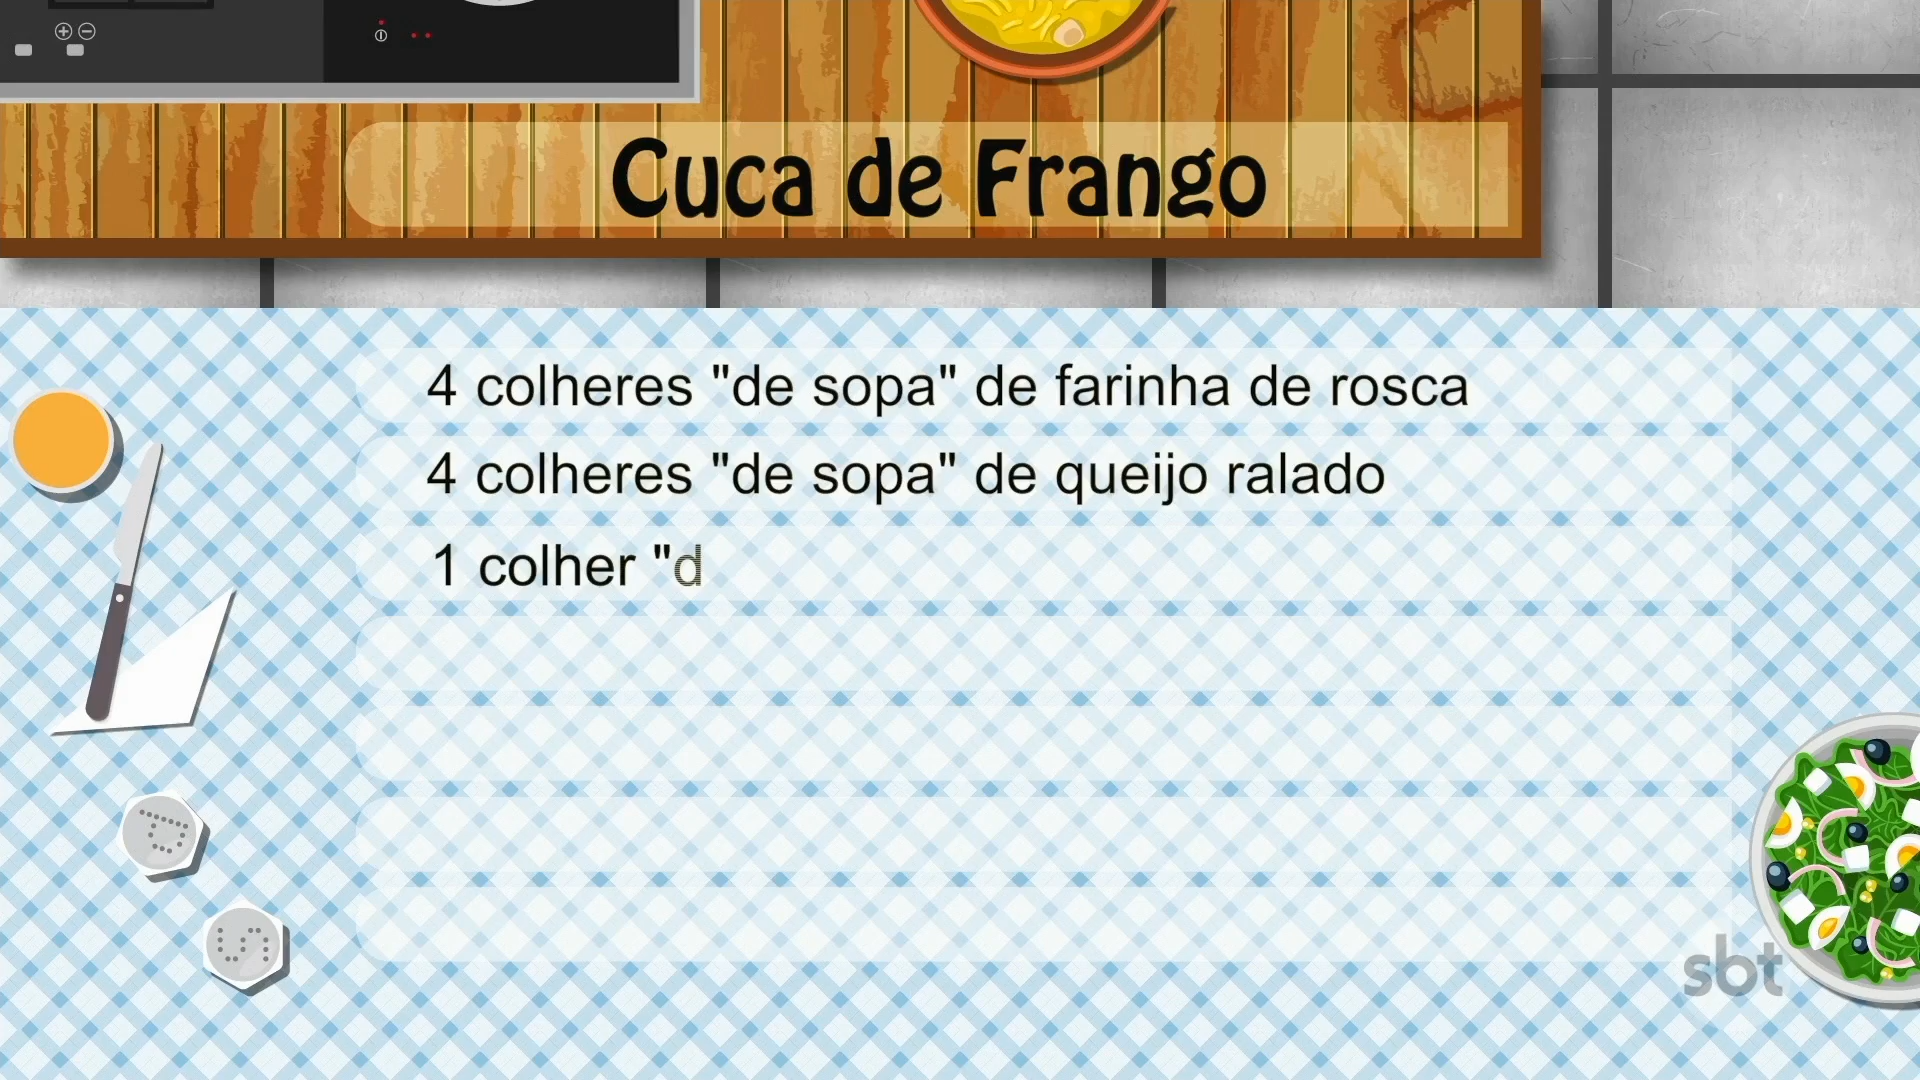 Cuca de Frango
4 colheres "de sopa" de farinha de rosca
4 colheres "de sopa" de queijo ralado
1 colher "d
sbt